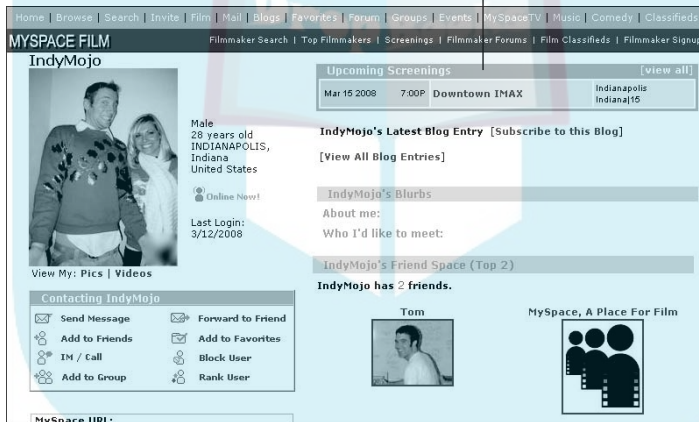 Home | Browse | Search | Invite | Film | Mail | Blogs | Favorites | Forum | Groups | Events | MySpaceTV | Music | Comedy | Classifieds
MYSPACE FILM
Filmmaker Search | Top Filmmakers | Screenings | Filmmaker Forums | Film Classifieds | Filmmaker Signup
IndyMojo
Male
28 years old
INDIANAPOLIS,
Indiana
United States
Online Now!
Last Login:
3/12/2008
View My: Pics | Videos
Contacting IndyMojo
Send Message
Forward to Friend
Add to Friends
Add to Favorites
IM / Call
Block User
Add to Group
Rank User
MySpace URL:
Upcoming Screenings [view all]
Mar 15 2008 7:00P Downtown IMAX
Indianapolis
Indiana|15
IndyMojo's Latest Blog Entry [Subscribe to this Blog]
[View All Blog Entries]
IndyMojo's Blurbs
About me:
Who I'd like to meet:
IndyMojo's Friend Space (Top 2)
IndyMojo has 2 friends.
Tom
MySpace, A Place For Film